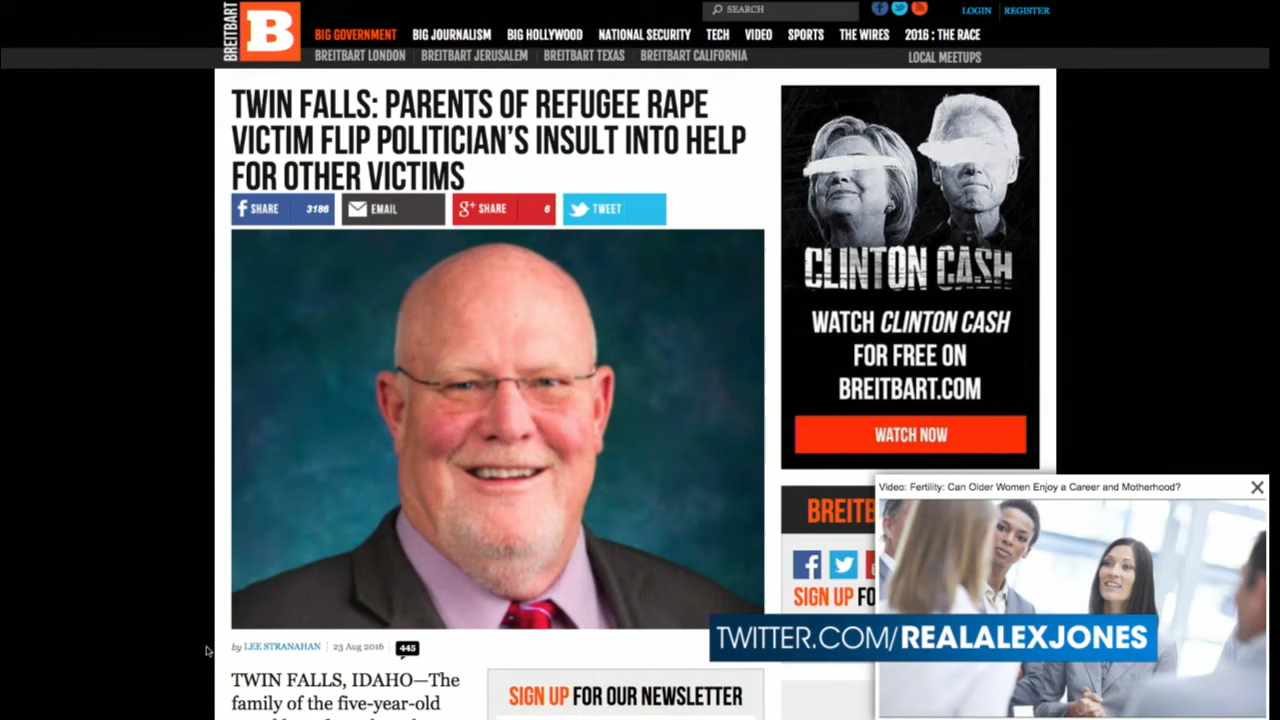 BREITBART
B
SEARCH
LOGIN REGISTER
BIG GOVERNMENT BIG JOURNALISM BIG HOLLYWOOD NATIONAL SECURITY TECH VIDEO SPORTS THE WIRES 2016 : THE RACE
BREITBART LONDON BREITBART JERUSALEM BREITBART TEXAS BREITBART CALIFORNIA LOCAL MEETUPS
TWIN FALLS: PARENTS OF REFUGEE RAPE
VICTIM FLIP POLITICIAN'S INSULT INTO HELP
FOR OTHER VICTIMS
f SHARE 3186 EMAIL g+ SHARE 6 TWEET
CLINTON CASH
WATCH CLINTON CASH
FOR FREE ON
BREITBART.COM
WATCH NOW
Video: Fertility: Can Older Women Enjoy a Career and Motherhood?
BREITB
SIGN UP FO
TWITTER.COM/REALALEXJONES
by LEE STRANAHAN 23 Aug 2016 445
TWIN FALLS, IDAHO—The
family of the five-year-old
SIGN UP FOR OUR NEWSLETTER